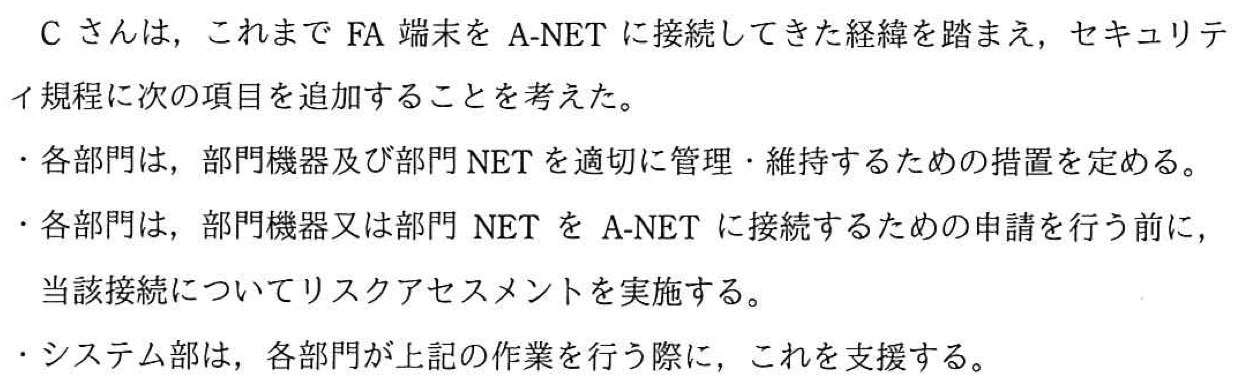 C さんは，これまで FA 端末を A-NET に接続してきた経緯を踏まえ，セキュリテ
ィ規程に次の項目を追加することを考えた。
・各部門は，部門機器及び部門 NET を適切に管理・維持するための措置を定める。
・各部門は，部門機器又は部門 NET を A-NET に接続するための申請を行う前に，
当該接続についてリスクアセスメントを実施する。
・システム部は，各部門が上記の作業を行う際に，これを支援する。